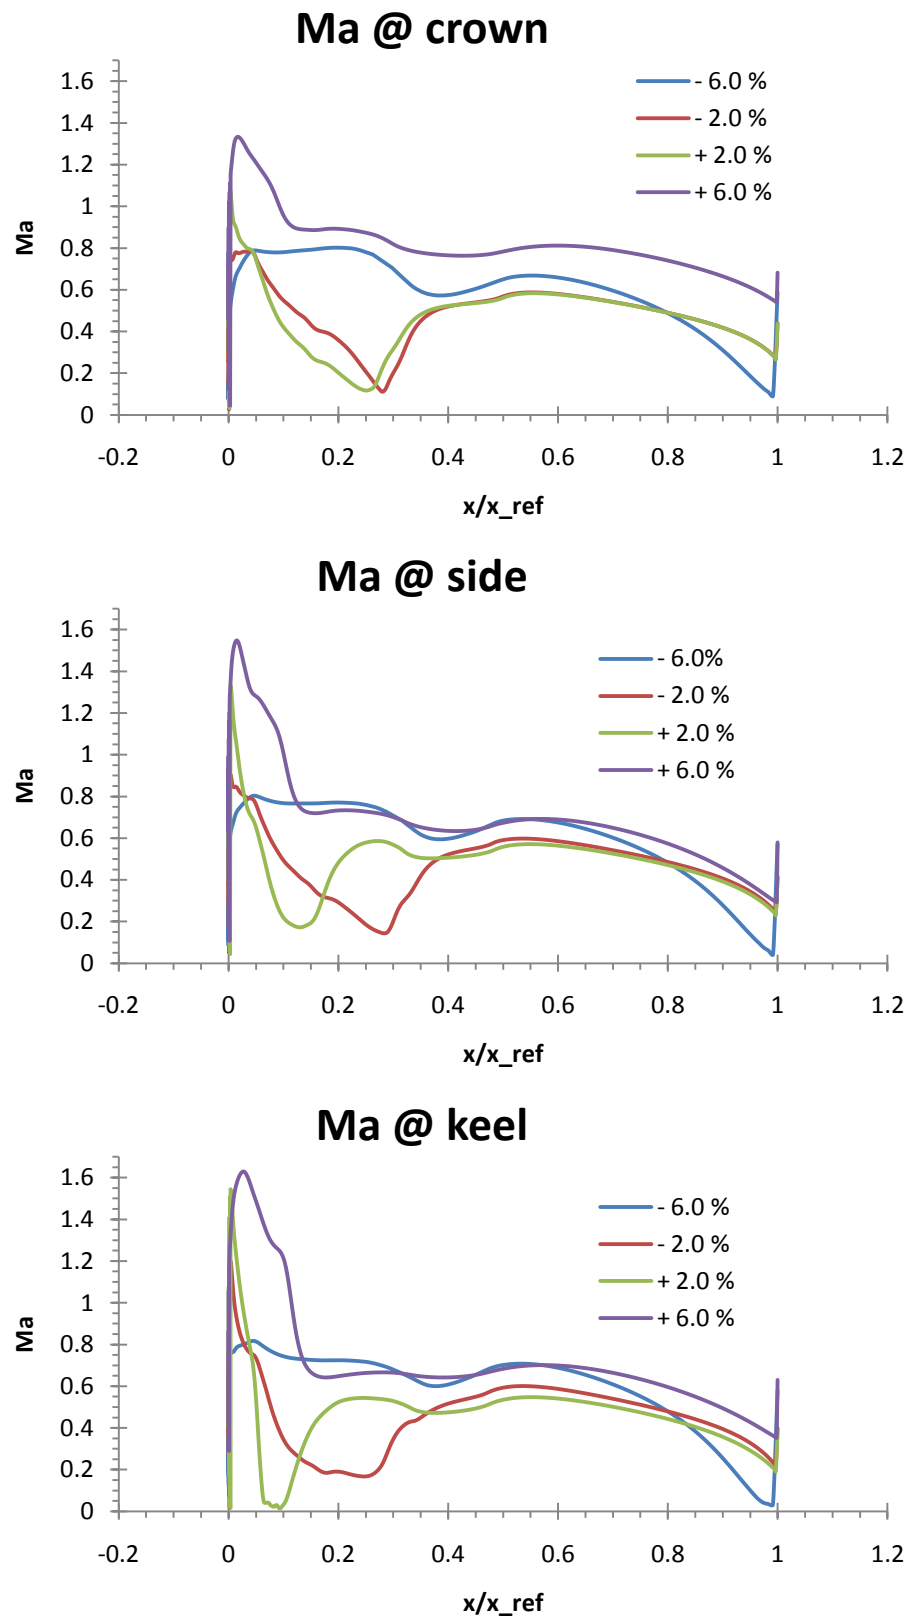 Ma @ crown
1.6
1.4
1.2
1
0.8
0.6
0.4
0.2
0
Ma
- 6.0 %
- 2.0 %
+ 2.0 %
+ 6.0 %
-0.2 0 0.2 0.4 0.6 0.8 1 1.2
x/x_ref
Ma @ side
1.6
1.4
1.2
1
0.8
0.6
0.4
0.2
0
Ma
- 6.0%
- 2.0 %
+ 2.0 %
+ 6.0 %
-0.2 0 0.2 0.4 0.6 0.8 1 1.2
x/x_ref
Ma @ keel
1.6
1.4
1.2
1
0.8
0.6
0.4
0.2
0
Ma
- 6.0 %
- 2.0 %
+ 2.0 %
+ 6.0 %
-0.2 0 0.2 0.4 0.6 0.8 1 1.2
x/x_ref